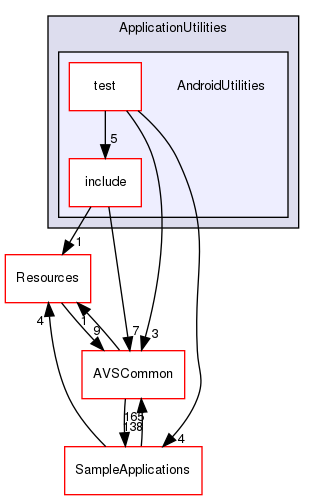 ApplicationUtilities
test
AndroidUtilities
5
include
1
Resources
4
1
9
7
3
AVSCommon
165
138
4
SampleApplications